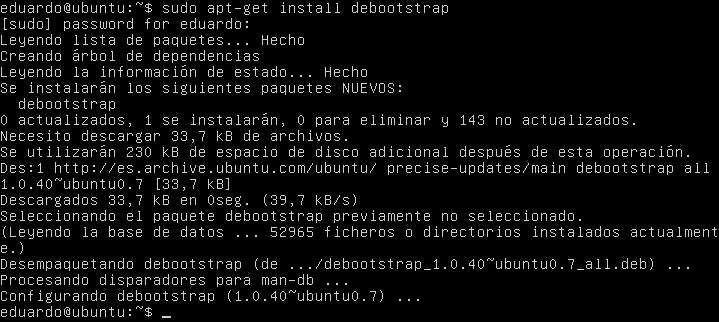 eduardo@ubuntu:~$ sudo apt-get install debootstrap
[sudo] password for eduardo:
Leyendo lista de paquetes... Hecho
Creando árbol de dependencias
Leyendo la información de estado... Hecho
Se instalarán los siguientes paquetes NUEVOS:
  debootstrap
0 actualizados, 1 se instalarán, 0 para eliminar y 143 no actualizados.
Necesito descargar 33,7 kB de archivos.
Se utilizarán 230 kB de espacio de disco adicional después de esta operación.
Des:1 http://es.archive.ubuntu.com/ubuntu/ precise-updates/main debootstrap all
1.0.40~ubuntu0.7 [33,7 kB]
Descargados 33,7 kB en 0seg. (39,7 kB/s)
Seleccionando el paquete debootstrap previamente no seleccionado.
(Leyendo la base de datos ... 52965 ficheros o directorios instalados actualment
e.)
Desempaquetando debootstrap (de .../debootstrap_1.0.40~ubuntu0.7_all.deb) ...
Procesando disparadores para man-db ...
Configurando debootstrap (1.0.40~ubuntu0.7) ...
eduardo@ubuntu:~$ _